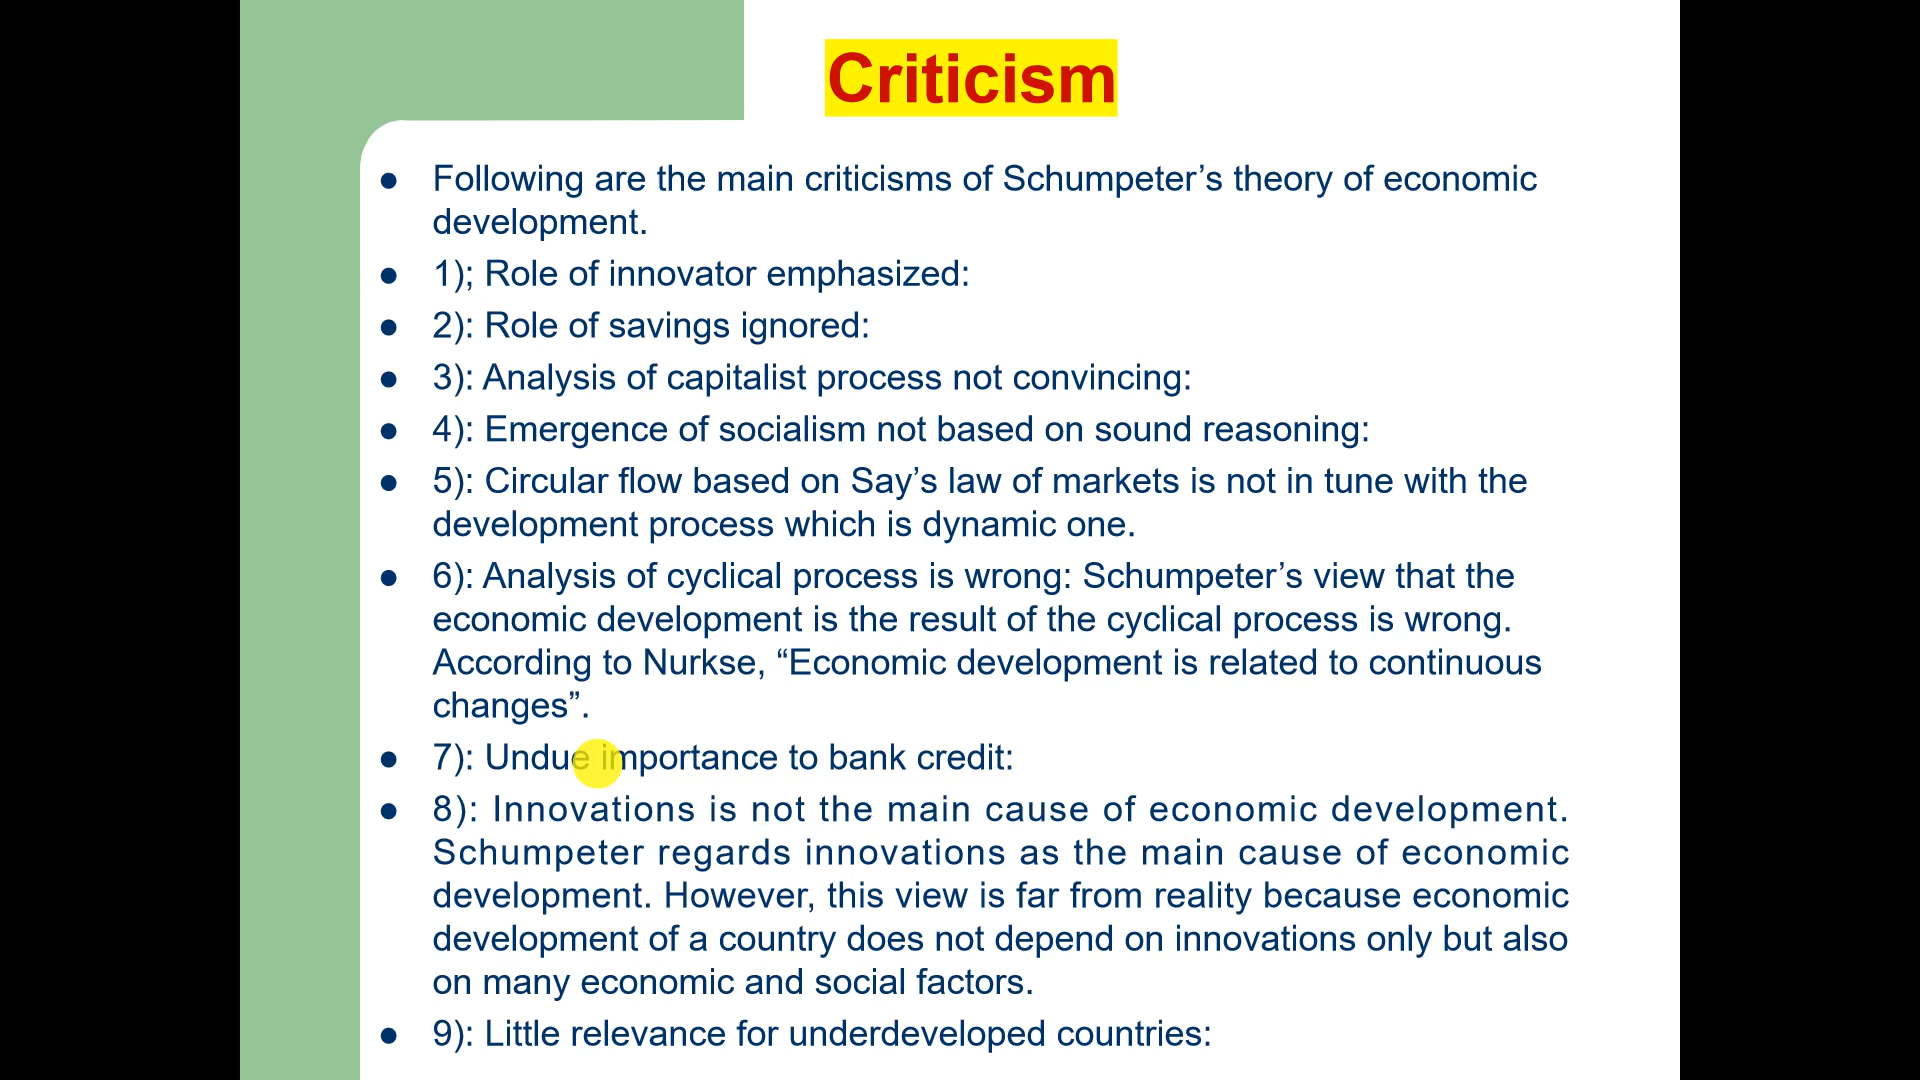 Criticism
● Following are the main criticisms of Schumpeter’s theory of economic
development.
● 1); Role of innovator emphasized:
● 2): Role of savings ignored:
● 3): Analysis of capitalist process not convincing:
● 4): Emergence of socialism not based on sound reasoning:
● 5): Circular flow based on Say’s law of markets is not in tune with the
development process which is dynamic one.
● 6): Analysis of cyclical process is wrong: Schumpeter’s view that the
economic development is the result of the cyclical process is wrong.
According to Nurkse, “Economic development is related to continuous
changes”.
● 7): Undue importance to bank credit:
● 8): Innovations is not the main cause of economic development.
Schumpeter regards innovations as the main cause of economic
development. However, this view is far from reality because economic
development of a country does not depend on innovations only but also
on many economic and social factors.
● 9): Little relevance for underdeveloped countries: